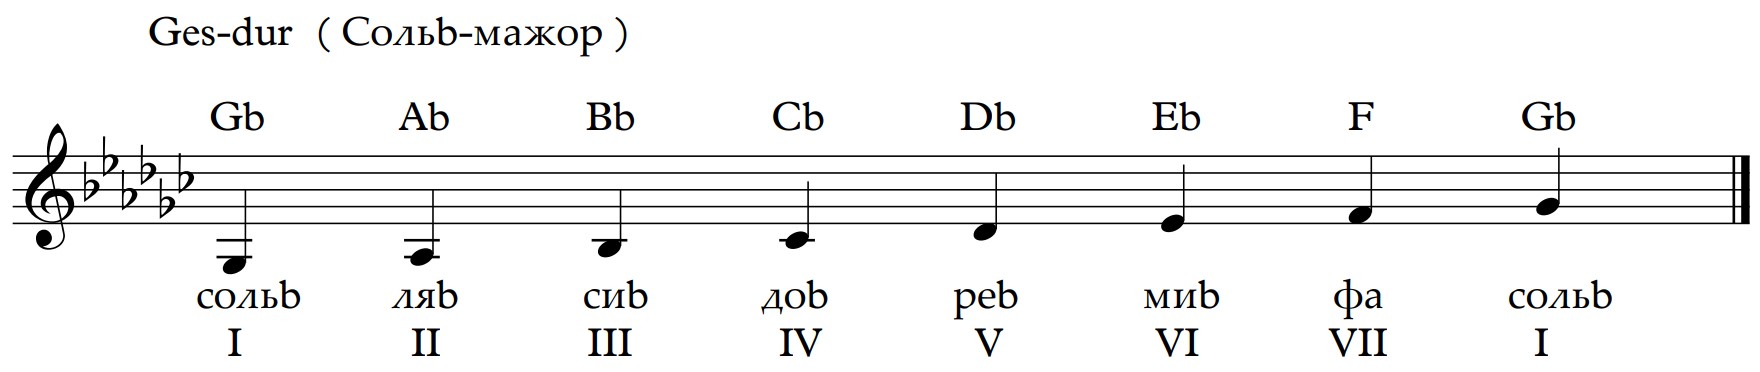 Ges-dur ( Сольb-мажор )
Gb Ab Bb Cb Db Eb F Gb
сольb ляb сиb доb реb миb фа сольb
I II III IV V VI VII I